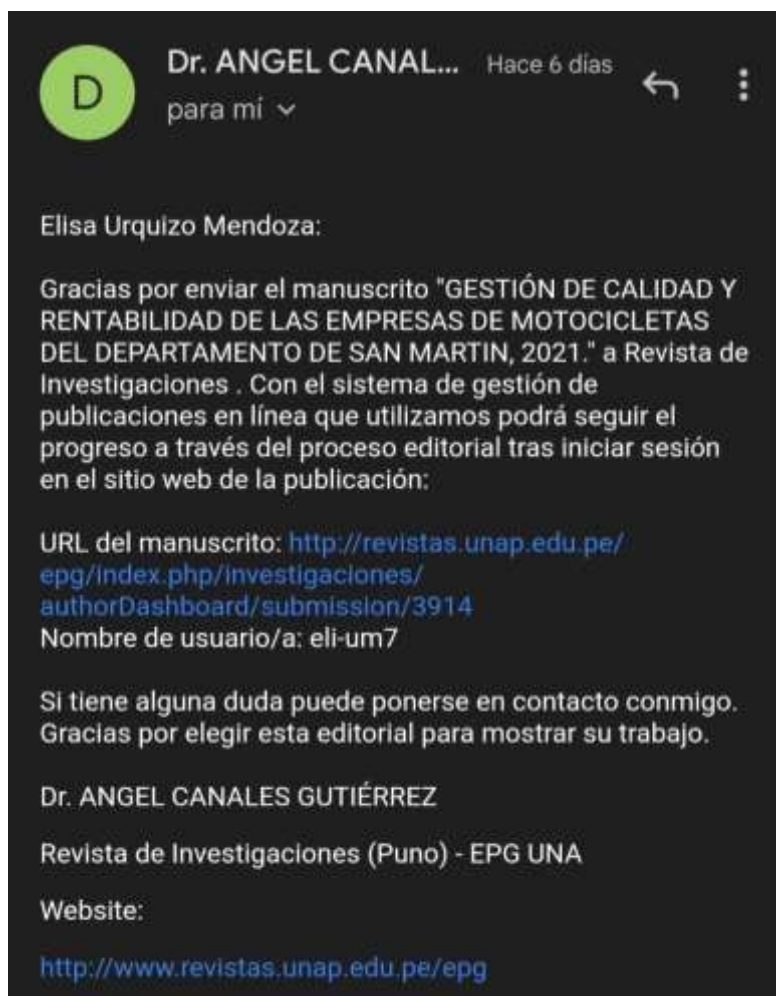 D
Dr. ANGEL CANAL... Hace 6 días
para mí
Elisa Urquizo Mendoza:
Gracias por enviar el manuscrito "GESTIÓN DE CALIDAD Y
RENTABILIDAD DE LAS EMPRESAS DE MOTOCICLETAS
DEL DEPARTAMENTO DE SAN MARTIN, 2021." a Revista de
Investigaciones . Con el sistema de gestión de
publicaciones en línea que utilizamos podrá seguir el
progreso a través del proceso editorial tras iniciar sesión
en el sitio web de la publicación:
URL del manuscrito: http://revistas.unap.edu.pe/
epg/index.php/investigaciones/
authorDashboard/submission/3914
Nombre de usuario/a: eli-um7
Si tiene alguna duda puede ponerse en contacto conmigo.
Gracias por elegir esta editorial para mostrar su trabajo.
Dr. ANGEL CANALES GUTIÉRREZ
Revista de Investigaciones (Puno) - EPG UNA
Website:
http://www.revistas.unap.edu.pe/epg